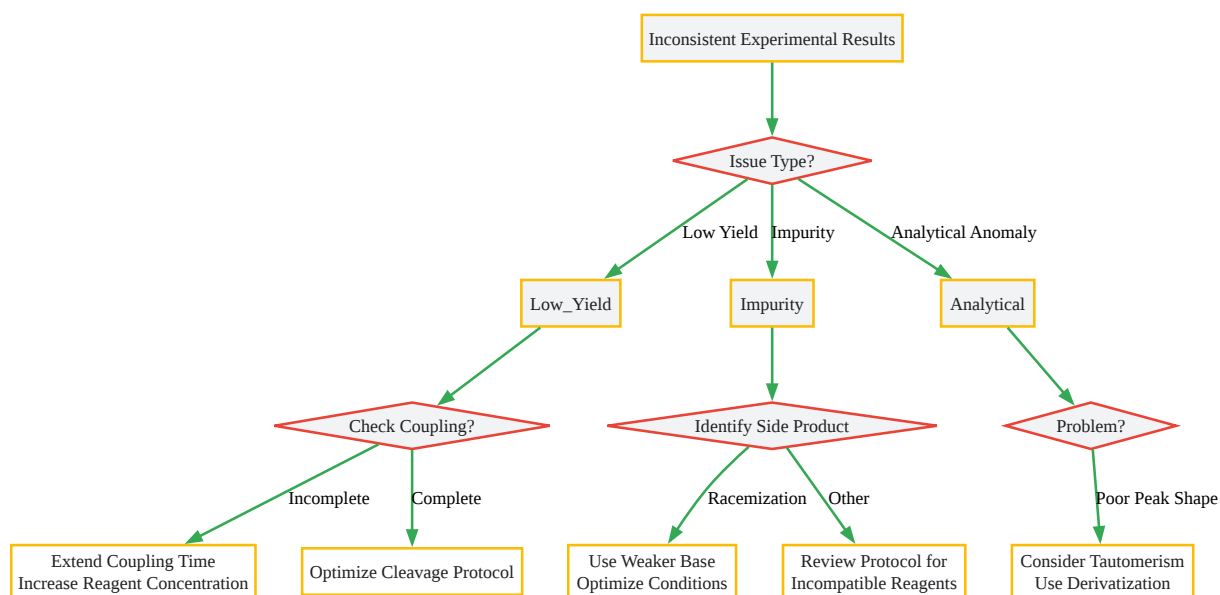 Inconsistent Experimental Results
Issue Type?
Low Yield
Impurity
Analytical Anomaly
Low_Yield
Impurity
Analytical
Check Coupling?
Identify Side Product
Problem?
Incomplete
Complete
Racemization
Other
Poor Peak Shape
Extend Coupling Time
Increase Reagent Concentration
Optimize Cleavage Protocol
Use Weaker Base
Optimize Conditions
Review Protocol for
Incompatible Reagents
Consider Tautomerism
Use Derivatization